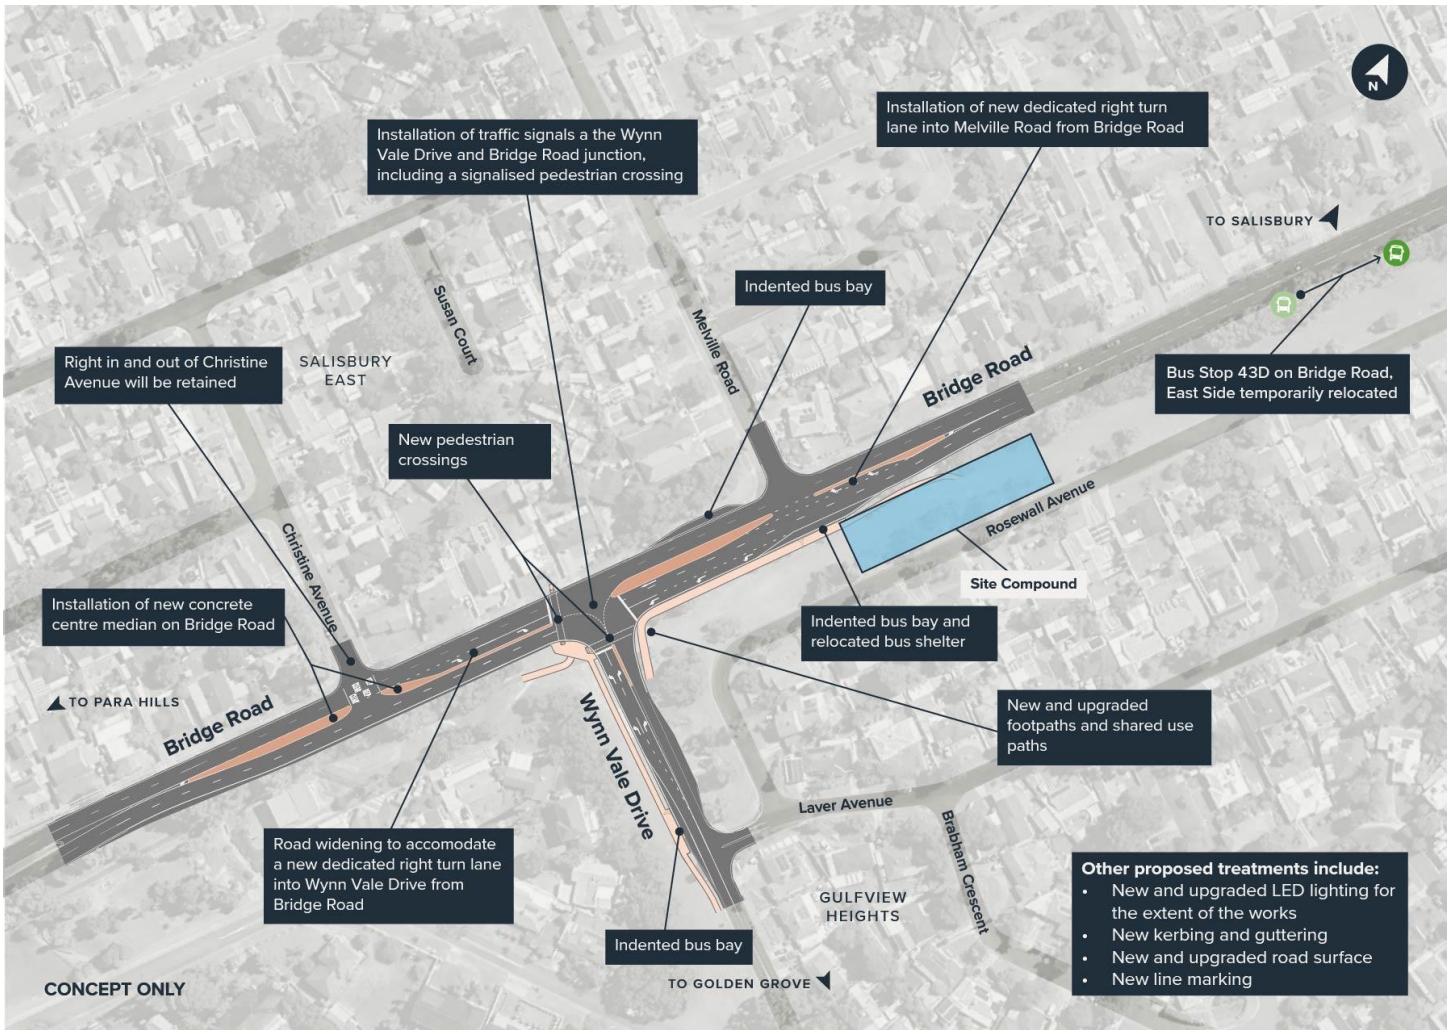 N
Installation of new dedicated right turn
lane into Melville Road from Bridge Road
Installation of traffic signals a the Wynn
Vale Drive and Bridge Road junction,
including a signalised pedestrian crossing
TO SALISBURY
Indented bus bay
Susan Court
Melville Road
Right in and out of Christine
Avenue will be retained
SALISBURY
EAST
Bridge Road
Bus Stop 43D on Bridge Road,
East Side temporarily relocated
New pedestrian
crossings
Rosewall Avenue
Christine Avenue
Site Compound
Installation of new concrete
centre median on Bridge Road
Indented bus bay and
relocated bus shelter
TO PARA HILLS
Bridge Road
Wynn Vale Drive
New and upgraded
footpaths and shared use
paths
Laver Avenue
Brabham Crescent
Road widening to accomodate
a new dedicated right turn lane
into Wynn Vale Drive from
Bridge Road
GULFVIEW
HEIGHTS
Indented bus bay
TO GOLDEN GROVE
Other proposed treatments include:
• New and upgraded LED lighting for
the extent of the works
• New kerbing and guttering
• New and upgraded road surface
• New line marking
CONCEPT ONLY